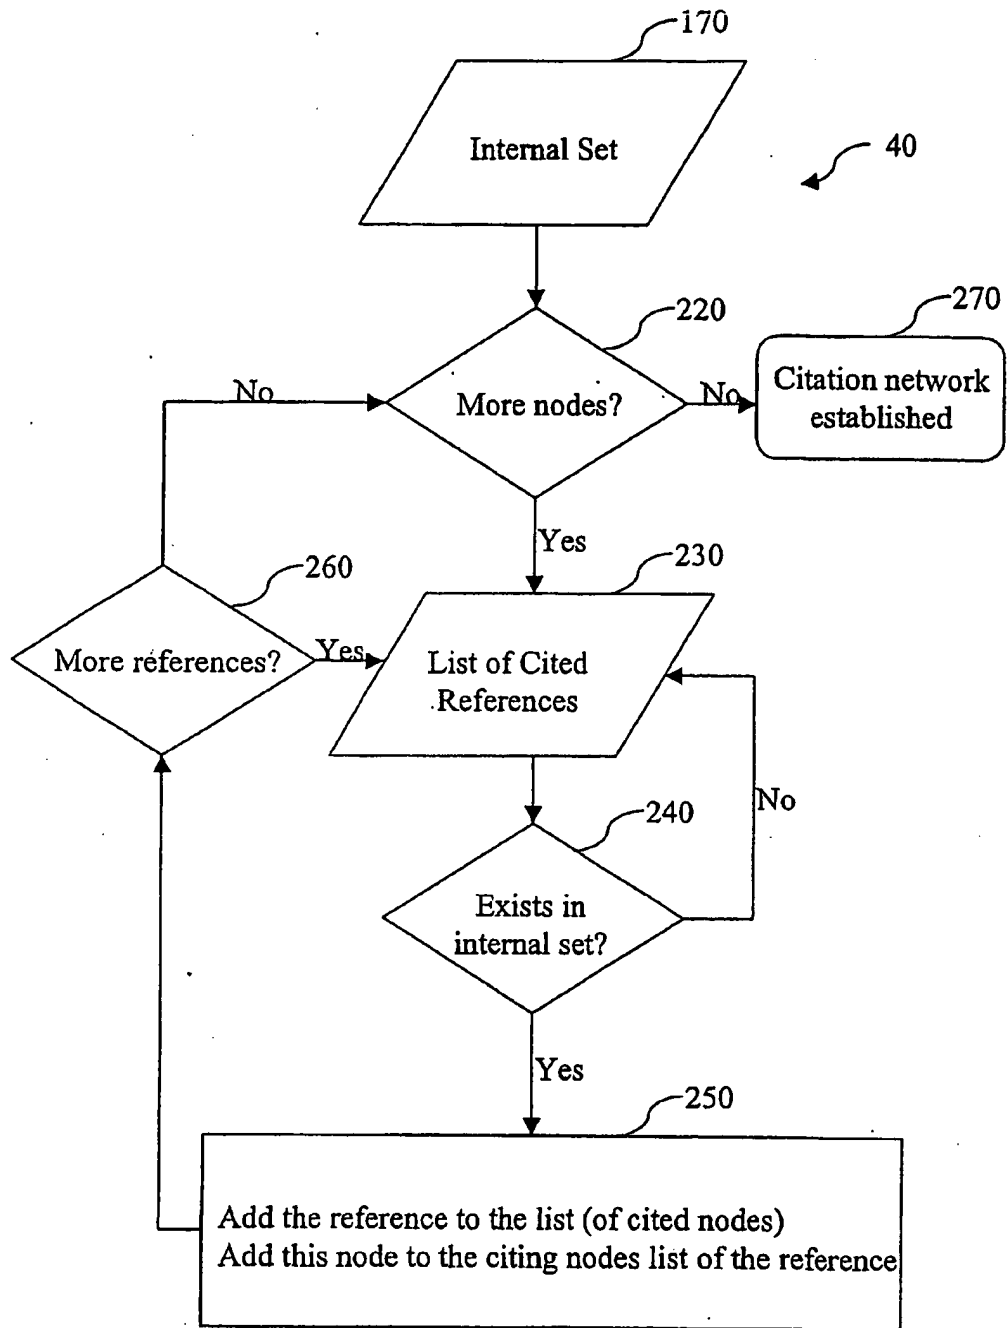 170
Internal Set
40
220
270
No
More nodes?
No
Citation network
established
Yes
260
230
More references?
Yes
List of Cited
References
240
No
Exists in
internal set?
Yes
250
Add the reference to the list (of cited nodes)
Add this node to the citing nodes list of the reference